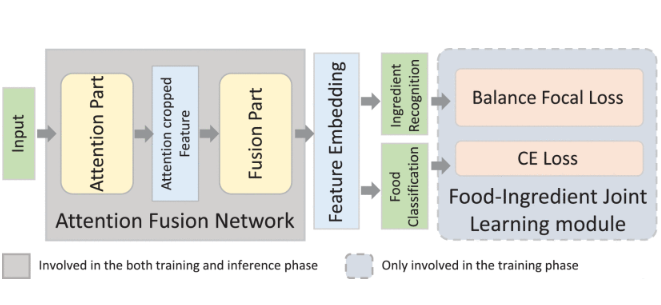 Input
Attention Part
Attention cropped
Feature
Fusion Part
Attention Fusion Network
Feature Embedding
Ingredient
Recognition
Food
Classification
Balance Focal Loss
CE Loss
Food-Ingredient Joint
Learning module
Involved in the both training and inference phase
Only involved in the training phase